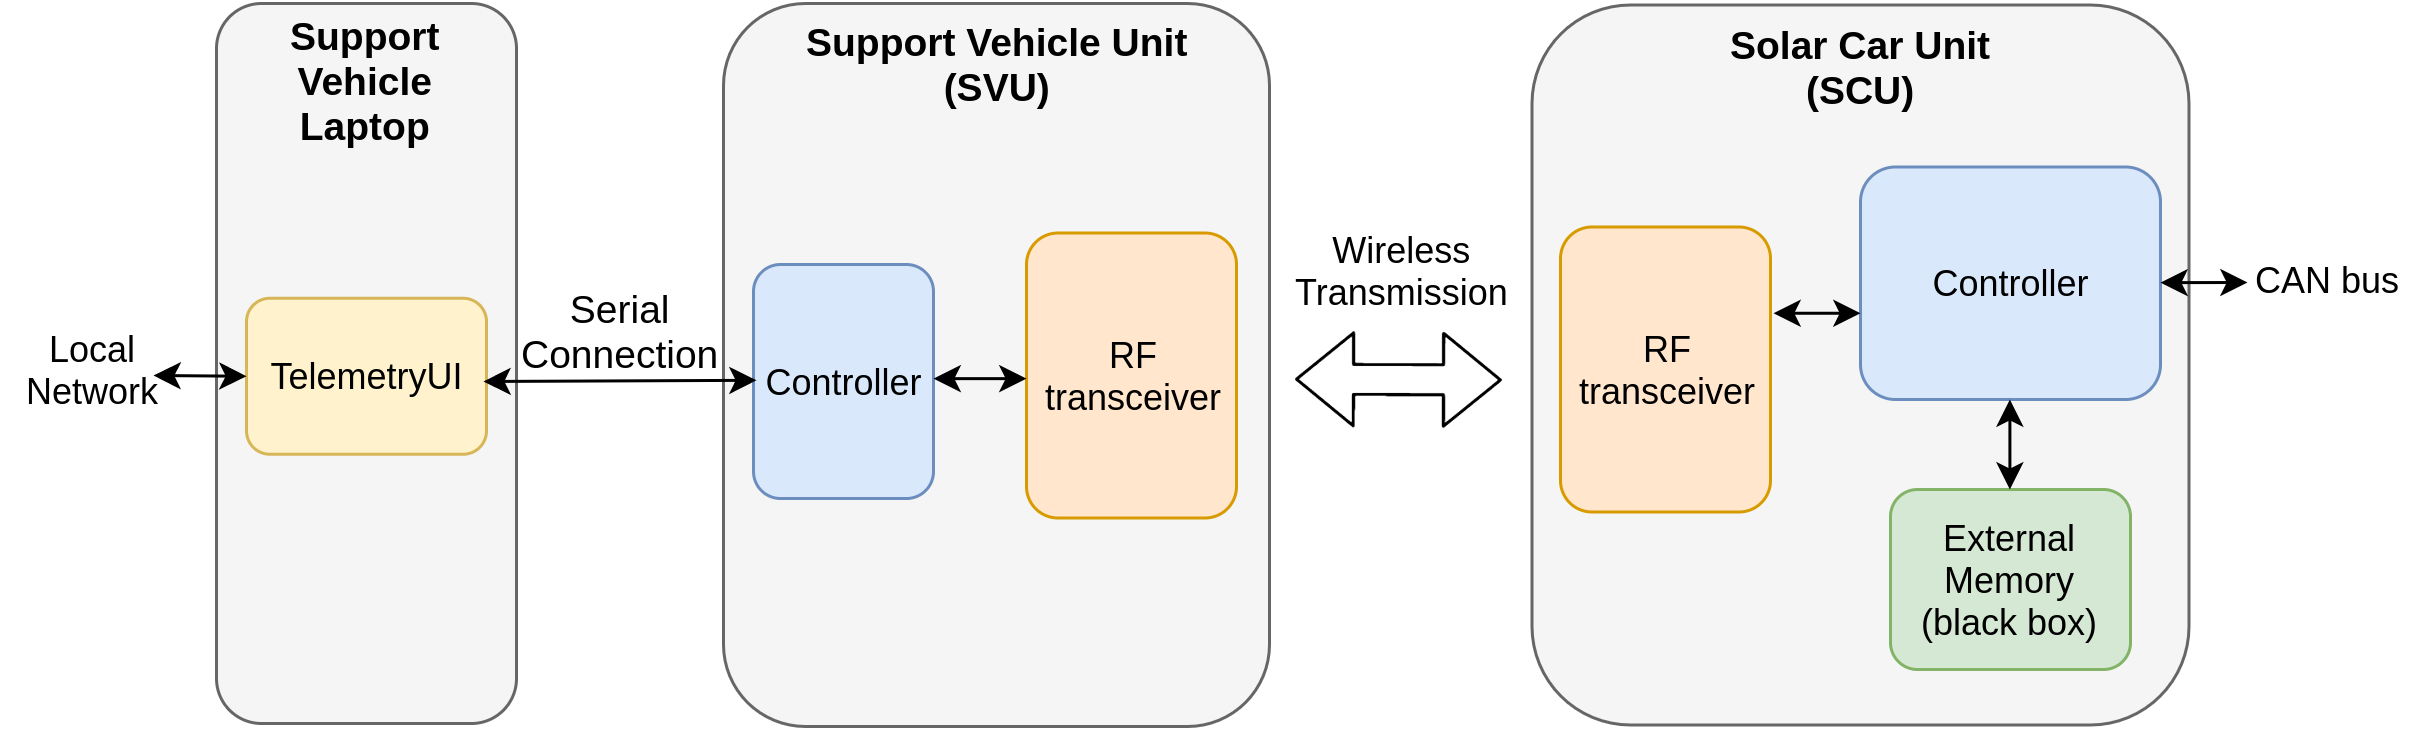 Support
Vehicle
Laptop
Support Vehicle Unit
(SVU)
Solar Car Unit
(SCU)
Local
Network
TelemetryUI
Serial
Connection
Controller
RF
transceiver
Wireless
Transmission
RF
transceiver
Controller
CAN bus
External
Memory
(black box)